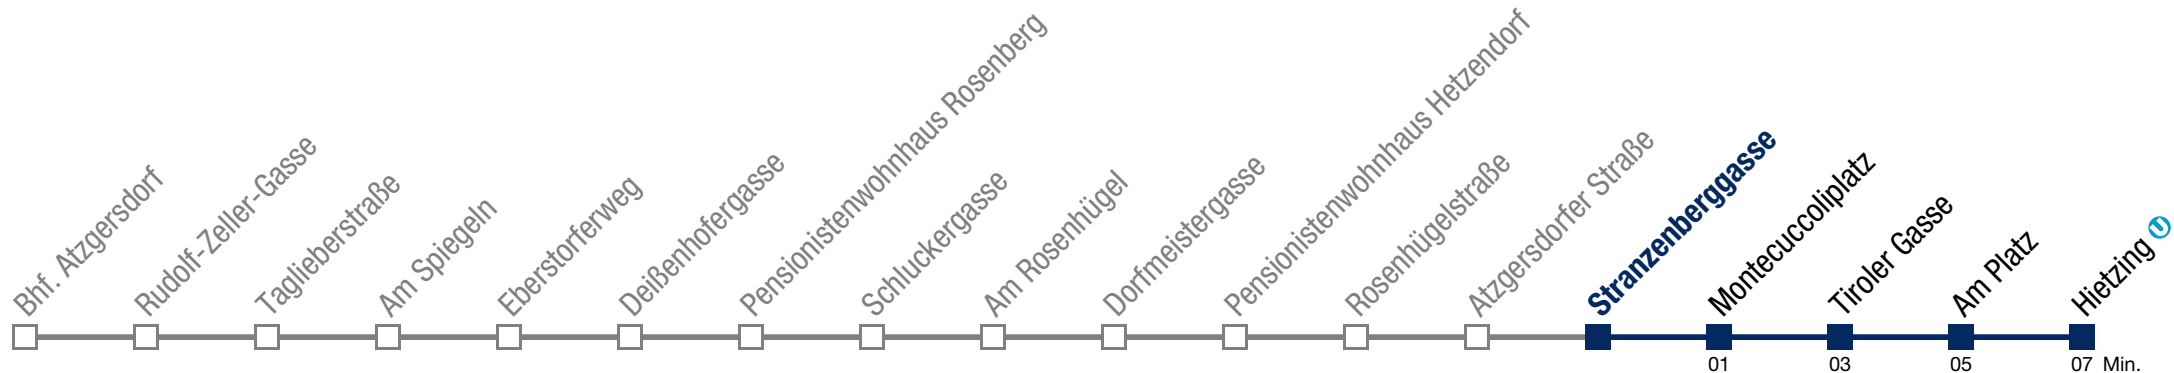 Bhf. Atzgersdorf
Rudolf-Zeller-Gasse
Taglieberstraße
Am Spiegeln
Eberstorferweg
Deißenhofergasse
Pensionistenwohnhaus Rosenberg
Schluckergasse
Am Rosenhügel
Dorfmeistergasse
Pensionistenwohnhaus Hetzendorf
Rosenhügelstraße
Atzgersdorfer Straße
Stranzenberggasse
Montecuccoliplatz
Tiroler Gasse
Am Platz
Hietzing U
01 03 05 07 Min.